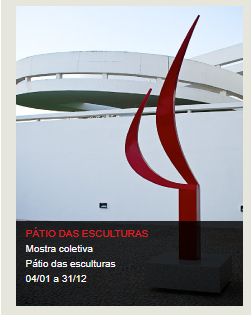 PÁTIO DAS ESCULTURAS
Mostra coletiva
Pátio das esculturas
04/01 a 31/12